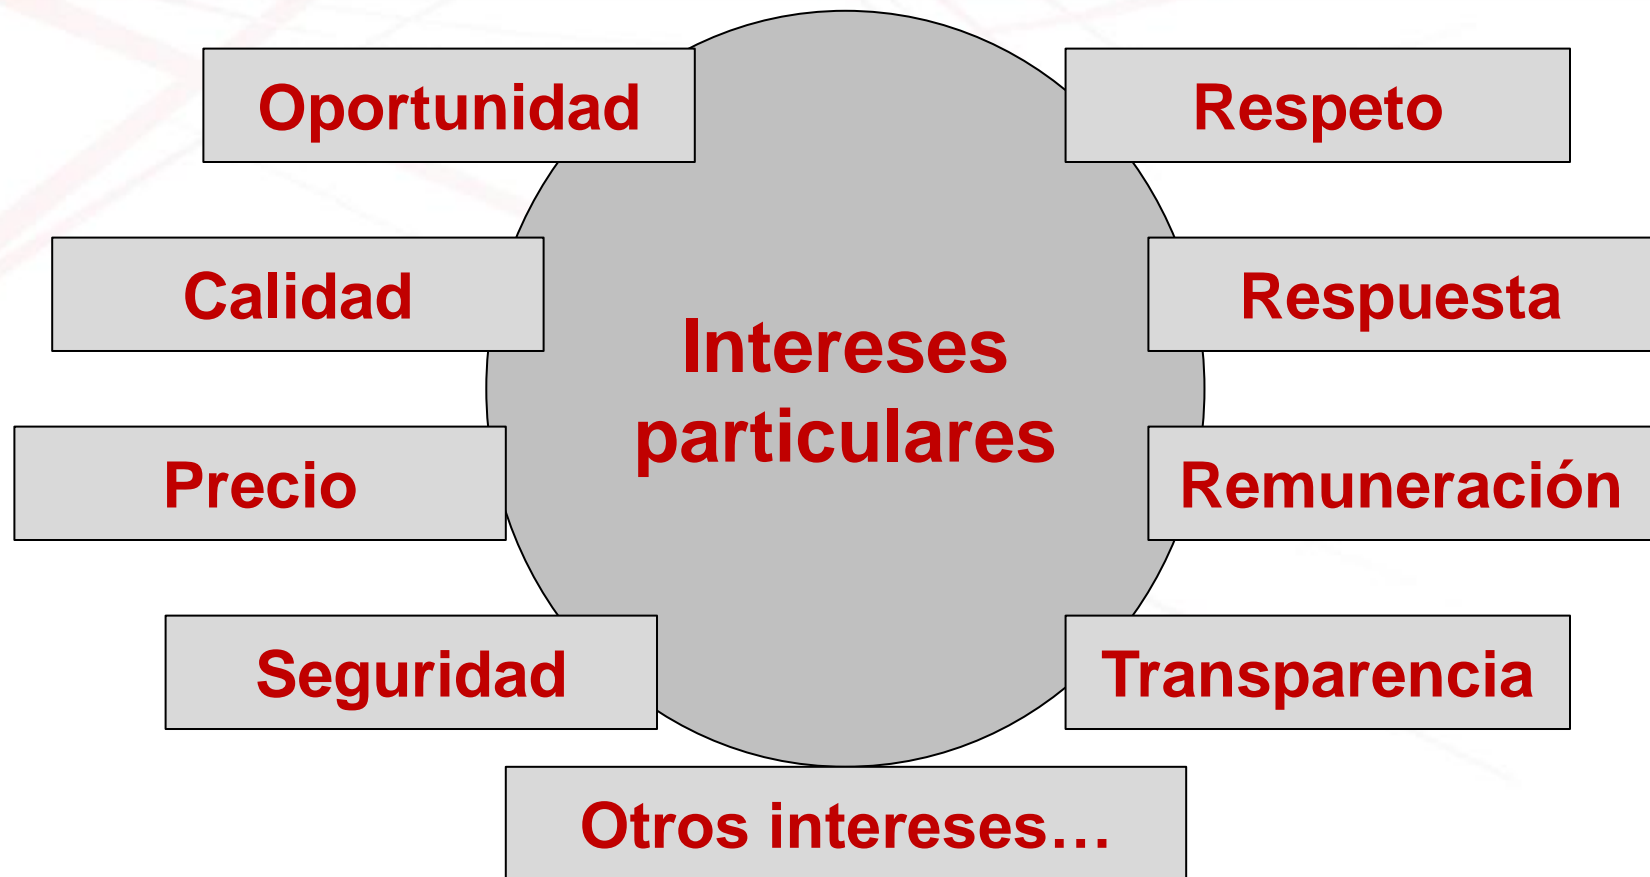 Oportunidad
Respeto
Calidad
Respuesta
Intereses
particulares
Precio
Remuneración
Seguridad
Transparencia
Otros intereses…